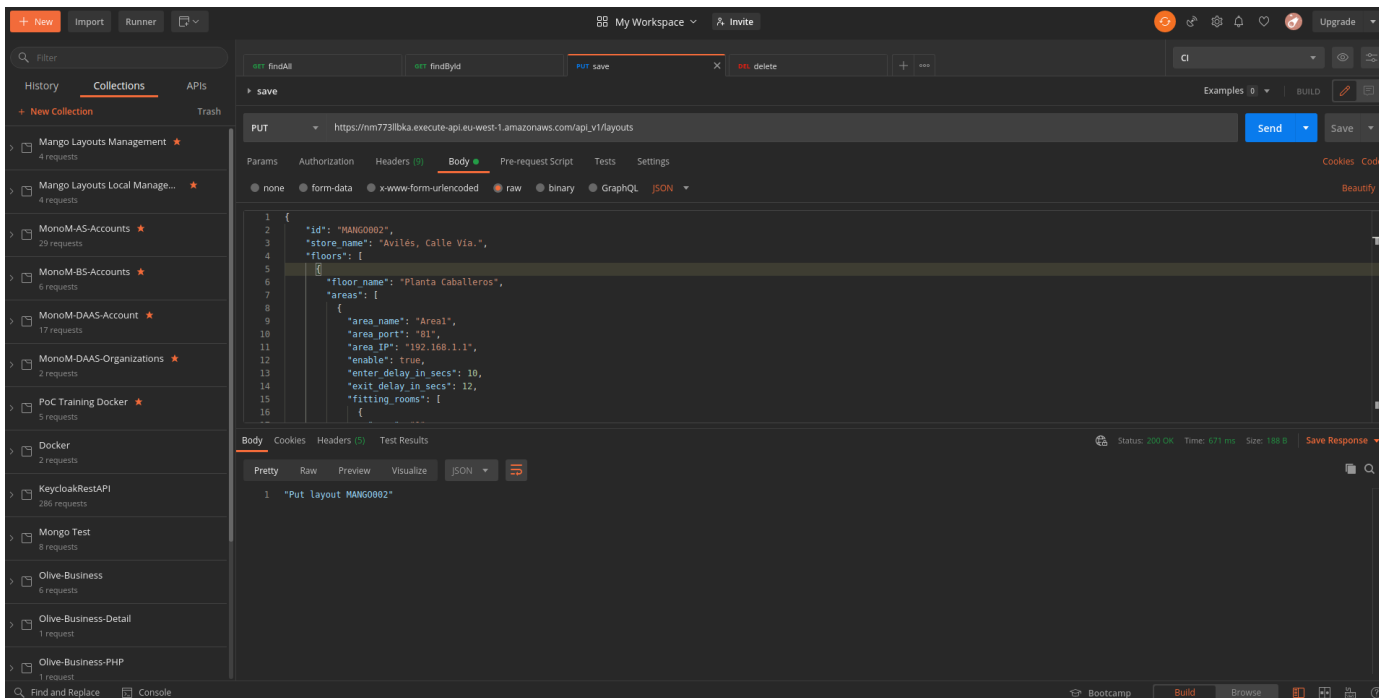 + New Import Runner My Workspace Invite Upgrade
Filter
History Collections APIs
+ New Collection Trash
Mango Layouts Management
4 requests
Mango Layouts Local Manage...
4 requests
MonoM-AS-Accounts
29 requests
MonoM-BS-Accounts
6 requests
MonoM-DAAS-Account
17 requests
MonoM-DAAS-Organizations
2 requests
PoC Training Docker
5 requests
Docker
2 requests
KeycloakRestAPI
286 requests
Mongo Test
8 requests
Olive-Business
6 requests
Olive-Business-Detail
1 request
Olive-Business-PHP
1 request
GET findAll GET findById PUT save DEL delete CI
save Examples 0 BUILD
PUT https://nm773llbka.execute-api.eu-west-1.amazonaws.com/api_v1/layouts Send Save
Params Authorization Headers (9) Body Pre-request Script Tests Settings Cookies Code
none form-data x-www-form-urlencoded raw binary GraphQL JSON Beautify
1 {
2 "id": "MANGO002",
3 "store_name": "Avilés, Calle Vía.",
4 "floors": [
5 {
6 "floor_name": "Planta Caballeros",
7 "areas": [
8 {
9 "area_name": "Area1",
10 "area_port": "81",
11 "area_IP": "192.168.1.1",
12 "enable": true,
13 "enter_delay_in_secs": 10,
14 "exit_delay_in_secs": 12,
15 "fitting_rooms": [
16 {
Body Cookies Headers (5) Test Results Status: 200 OK Time: 671 ms Size: 188 B Save Response
Pretty Raw Preview Visualize JSON
1 "Put layout MANGO002"
Find and Replace Console Bootcamp Build Browse